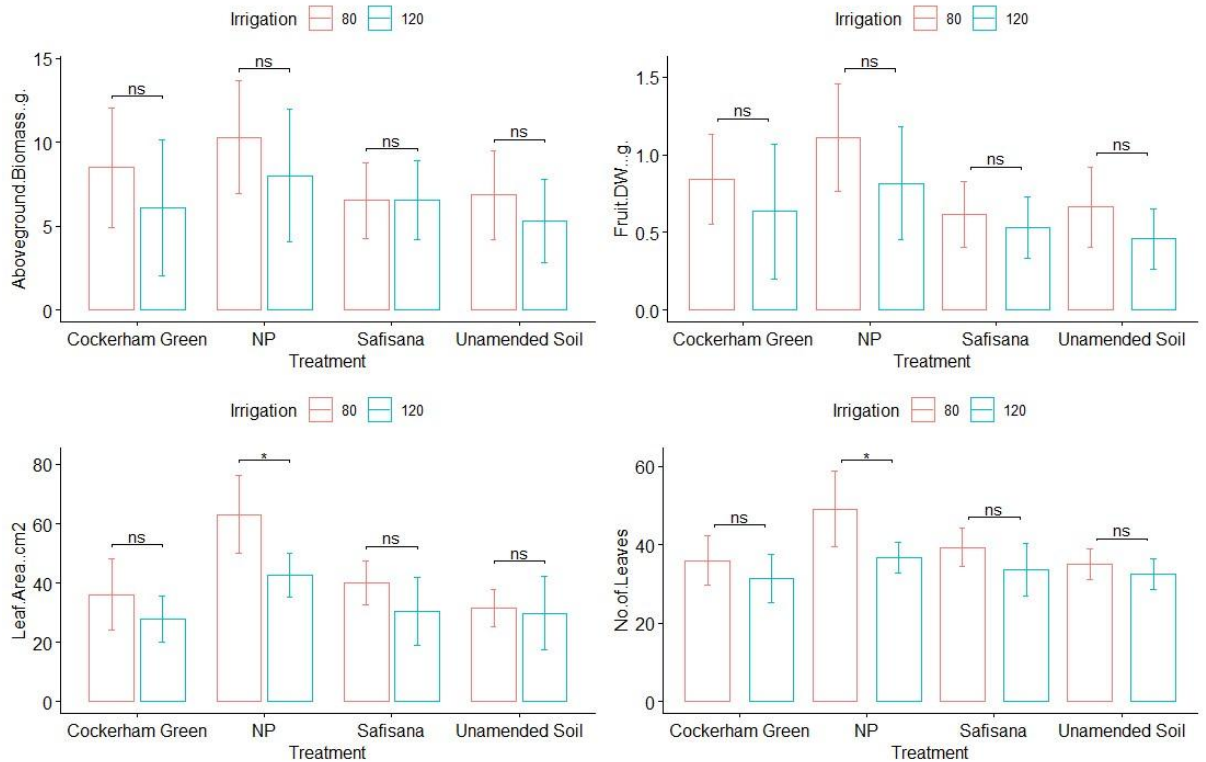 Irrigation 80 120
Aboveground.Biomass..g.
15
10
5
0
ns ns ns ns
Cockerham Green NP Safisana Unamended Soil
Treatment
Irrigation 80 120
Fruit.DW...g.
1.5
1.0
0.5
0.0
ns ns ns ns
Cockerham Green NP Safisana Unamended Soil
Treatment
Irrigation 80 120
Leaf.Area..cm2
80
60
40
20
0
ns * ns ns
Cockerham Green NP Safisana Unamended Soil
Treatment
Irrigation 80 120
No.of.Leaves
60
40
20
0
ns * ns ns
Cockerham Green NP Safisana Unamended Soil
Treatment